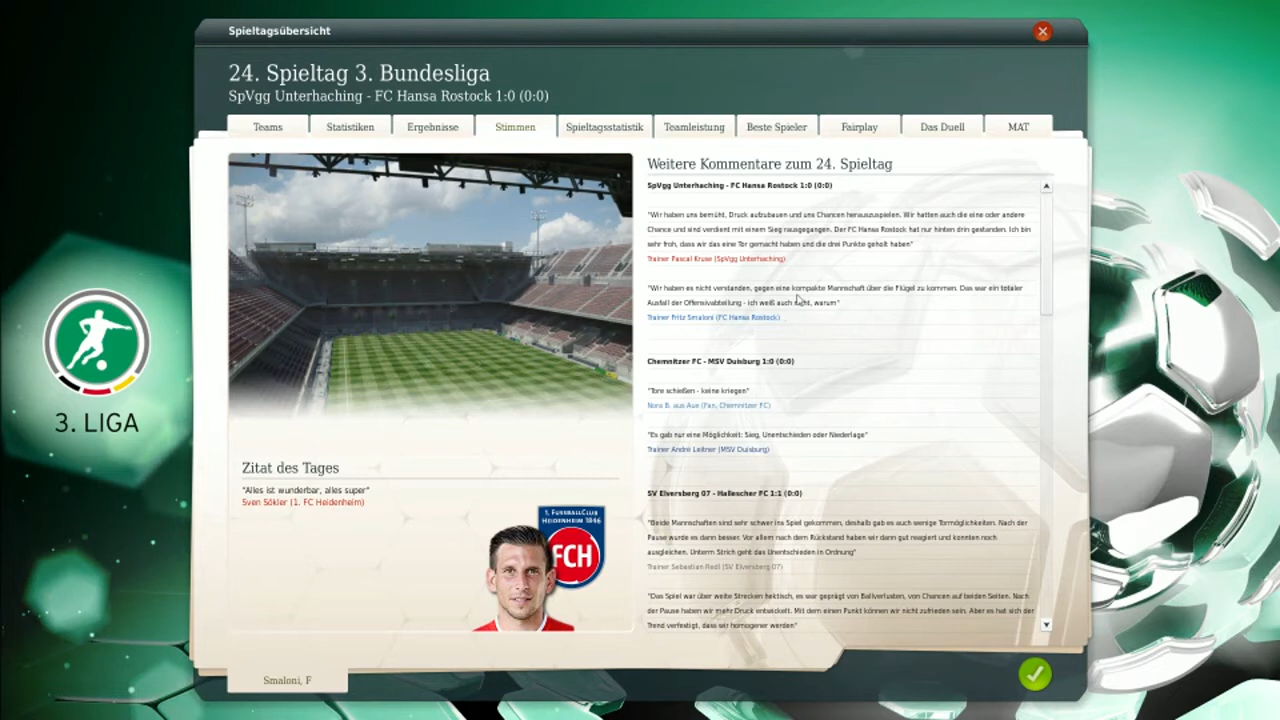 Spieltagsübersicht
24. Spieltag 3. Bundesliga
SpVgg Unterhaching - FC Hansa Rostock 1:0 (0:0)
Teams
Statistiken
Ergebnisse
Stimmen
Spieltagsstatistik
Teamleistung
Beste Spieler
Fairplay
Das Duell
MAT
Weitere Kommentare zum 24. Spieltag
SpVgg Unterhaching - FC Hansa Rostock 1:0 (0:0)
"Wir haben uns bemüht, Druck aufzubauen und uns Chancen herauszuspielen. Wir hatten auch die eine oder andere
Chance und sind verdient mit einem Sieg rausgegangen. Der FC Hansa Rostock hat nur hinten drin gestanden. Ich bin
sehr froh, dass wir das eine Tor gemacht haben und die drei Punkte geholt haben"
Trainer Pascal Kruse (SpVgg Unterhaching)
"Wir haben es nicht verstanden, gegen eine kompakte Mannschaft über die Flügel zu kommen. Das war ein totaler
Ausfall der Offensivabteilung - ich weiß auch nicht, warum"
Trainer Fritz Smaloni (FC Hansa Rostock)
Chemnitzer FC - MSV Duisburg 1:0 (0:0)
"Tore schießen - keine kriegen"
Nora B. aus Aue (Fan, Chemnitzer FC)
"Es gab nur eine Möglichkeit: Sieg, Unentschieden oder Niederlage"
Trainer André Leitner (MSV Duisburg)
SV Elversberg 07 - Hallescher FC 1:1 (0:0)
"Beide Mannschaften sind sehr schwer ins Spiel gekommen, deshalb gab es auch wenige Tormöglichkeiten. Nach der
Pause wurde es dann besser. Vor allem nach dem Rückstand haben wir dann gut reagiert und konnten noch
ausgleichen. Unterm Strich geht das Unentschieden in Ordnung"
Trainer Sebastian Redl (SV Elversberg 07)
"Das Spiel war über weite Strecken hektisch, es war geprägt von Ballverlusten, von Chancen auf beiden Seiten. Nach
der Pause haben wir mehr Druck entwickelt. Mit dem einen Punkt können wir nicht zufrieden sein. Aber es hat sich der
Trend verfestigt, dass wir homogener werden"
3. LIGA
Zitat des Tages
"Alles ist wunderbar, alles super"
Sven Sökler (1. FC Heidenheim)
1. FUSSBALLCLUB
HEIDENHEIM 1846
FCH
Smaloni, F